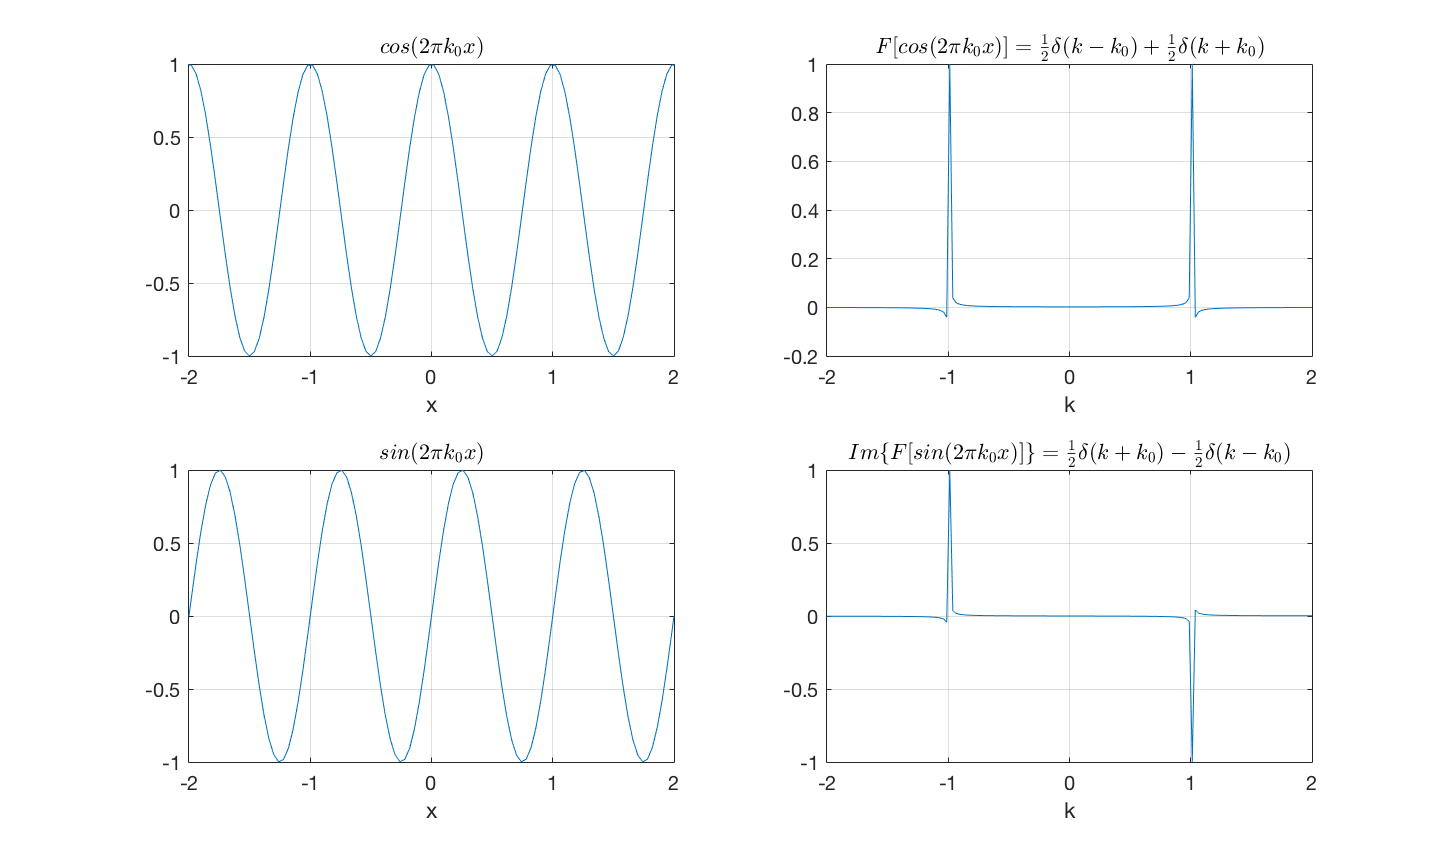 cos(2πk₀x)
1
0.5
0
-0.5
-1
-2 -1 0 1 2
x
F[cos(2πk₀x)] = ½δ(k − k₀) + ½δ(k + k₀)
1
0.8
0.6
0.4
0.2
0
-0.2
-2 -1 0 1 2
k
sin(2πk₀x)
1
0.5
0
-0.5
-1
-2 -1 0 1 2
x
Im{F[sin(2πk₀x)]} = ½δ(k + k₀) − ½δ(k − k₀)
1
0.5
0
-0.5
-1
-2 -1 0 1 2
k